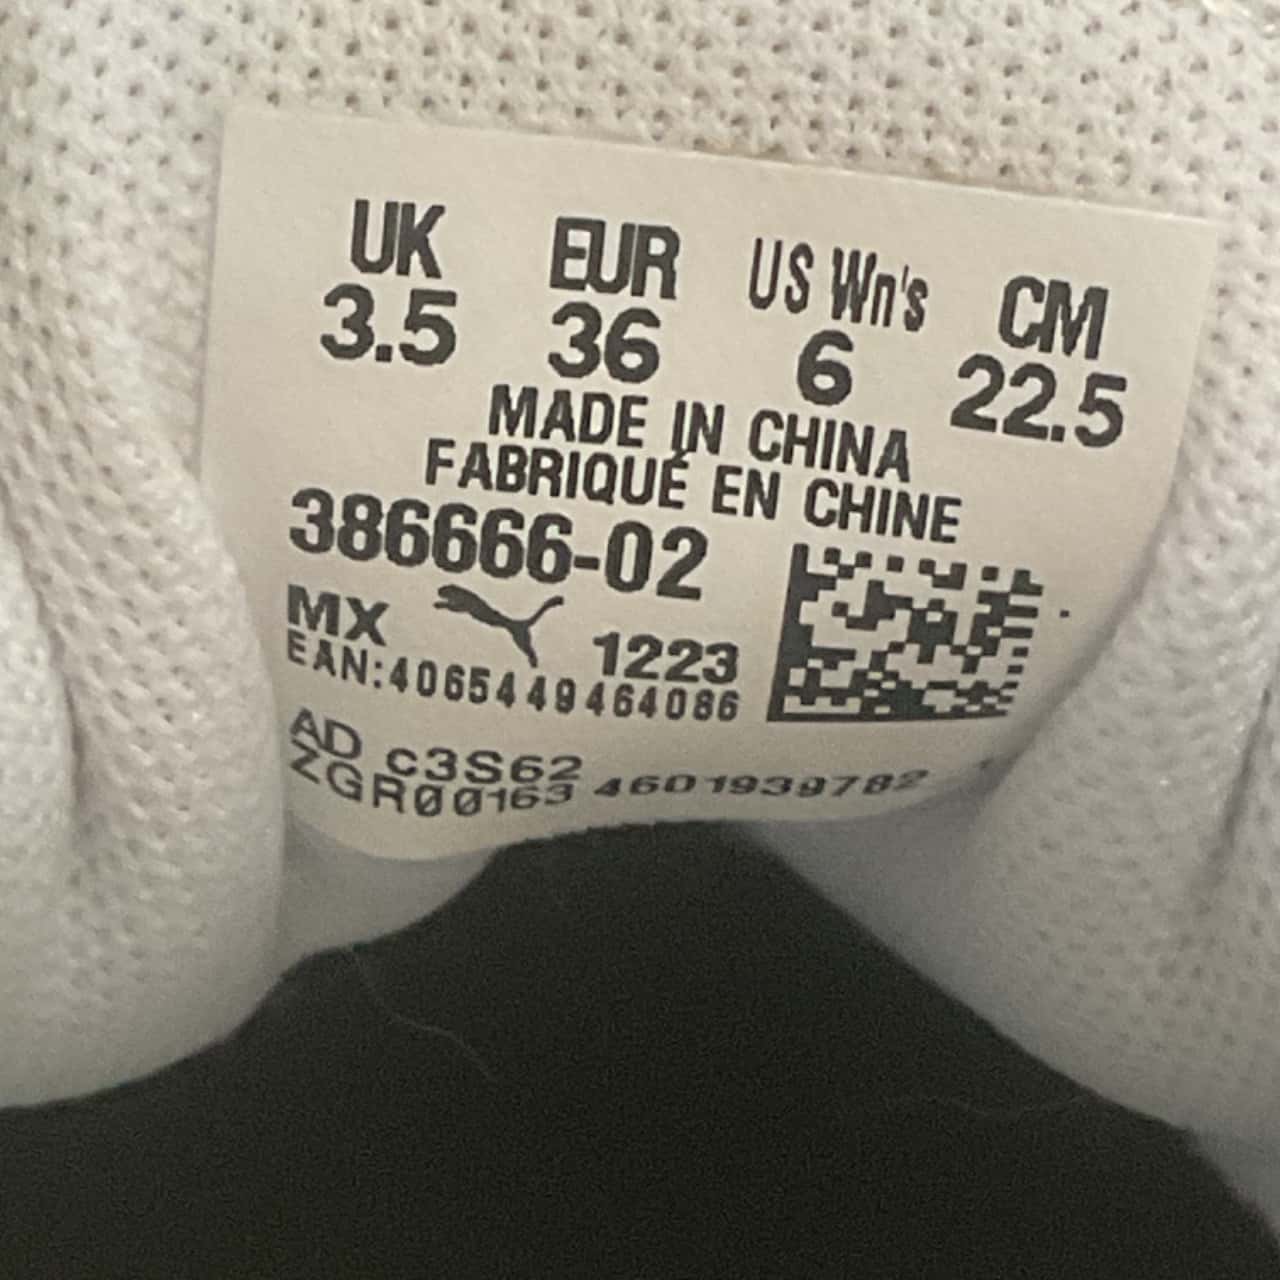 UK EUR US Wn's CM
3.5 36 6 22.5
MADE IN CHINA
FABRIQUÉ EN CHINE
386666-02
MX 1223
EAN:4065449464086
AD c3S62
ZGR00163 4601939782